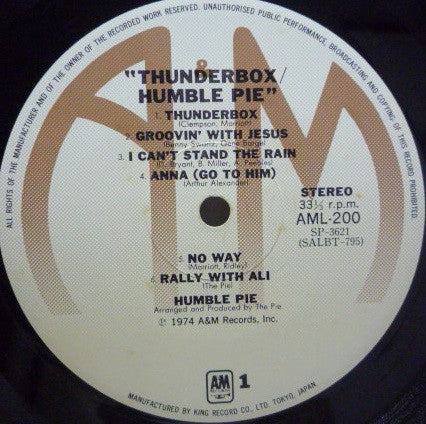 ALL RIGHTS OF THE MANUFACTURER AND OF THE OWNER OF THE RECORDED WORK RESERVED. UNAUTHORISED PUBLIC PERFORMANCE, BROADCASTING AND COPYING OF THIS RECORD PROHIBITED.
A&M
"THUNDERBOX/
HUMBLE PIE"
1. THUNDERBOX
(Clempson, Marriott)
2. GROOVIN' WITH JESUS
3. I CAN'T STAND THE RAIN
B. Miller, A. Peebles)
4. ANNA (GO TO HIM)
(Arthur Alexander)
STEREO
33⅓ r.p.m.
AML-200
SP-3621
(SALBT-795)
5. NO WAY
(Marriott, Ridley)
6. RALLY WITH ALI
(The Pie)
HUMBLE PIE
Arranged and Produced by The Pie
℗ 1974 A&M Records, Inc.
AM
RECORDS
1
MANUFACTURED BY KING RECORD CO., LTD. TOKYO, JAPAN.